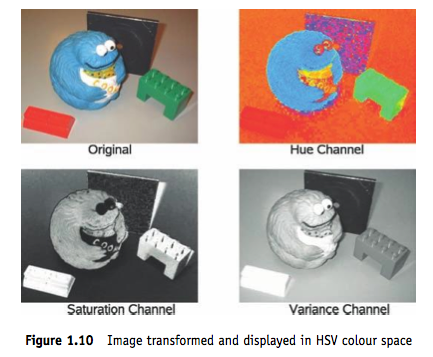 Original
Hue Channel
Saturation Channel
Variance Channel
Figure 1.10 Image transformed and displayed in HSV colour space